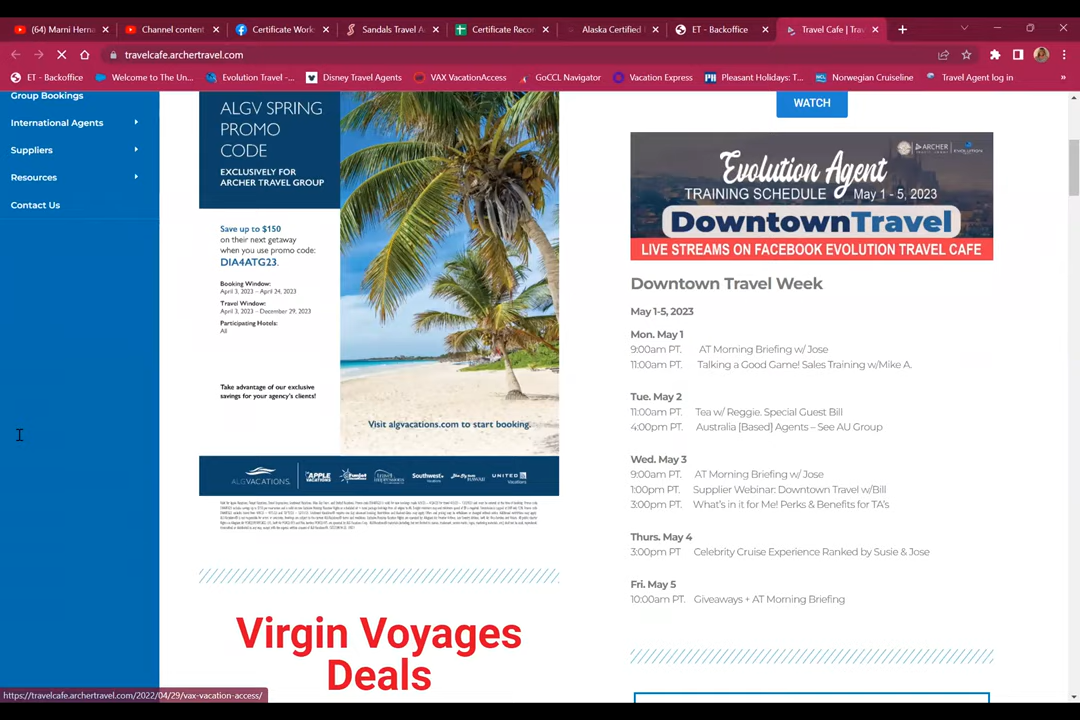 (64) Marni Herna
Channel content
Certificate Work
Sandals Travel A
Certificate Reco
Alaska Certified
ET - Backoffice
Travel Cafe | Trav
travelcafe.archertravel.com
ET - Backoffice
Welcome to The Un...
Evolution Travel -...
Disney Travel Agents
VAX VacationAccess
GoCCL Navigator
Vacation Express
Pleasant Holidays: T...
Norwegian Cruiseline
Travel Agent log in
»
Group Bookings
International Agents
Suppliers
Resources
Contact Us
ALGV SPRING
PROMO
CODE
EXCLUSIVELY FOR
ARCHER TRAVEL GROUP
Save up to $150
on their next getaway
when you use promo code:
DIA4ATG23.
Booking Window:
April 3, 2023 – April 24, 2023
Travel Window:
April 3, 2023 – December 29, 2023
Participating Hotels:
All
Take advantage of our exclusive
savings for your agency's clients!
Visit algvacations.com to start booking.
ALGVACATIONS
APPLE VACATIONS
FunJet
Travel Impressions
Southwest Vacations
UNITED VACATIONS
Virgin Voyages
Deals
WATCH
ARCHER
EVOLUTION
Evolution Agent
TRAINING SCHEDULE May 1 - 5, 2023
DowntownTravel
LIVE STREAMS ON FACEBOOK EVOLUTION TRAVEL CAFE
Downtown Travel Week
May 1-5, 2023
Mon. May 1
9:00am PT. AT Morning Briefing w/ Jose
11:00am PT. Talking a Good Game! Sales Training w/Mike A.
Tue. May 2
11:00am PT. Tea w/ Reggie. Special Guest Bill
4:00pm PT. Australia [Based] Agents – See AU Group
Wed. May 3
9:00am PT. AT Morning Briefing w/ Jose
1:00pm PT. Supplier Webinar: Downtown Travel w/Bill
3:00pm PT. What's in it for Me! Perks & Benefits for TA's
Thurs. May 4
3:00pm PT Celebrity Cruise Experience Ranked by Susie & Jose
Fri. May 5
10:00am PT. Giveaways + AT Morning Briefing
https://travelcafe.archertravel.com/2022/04/29/vax-vacation-access/